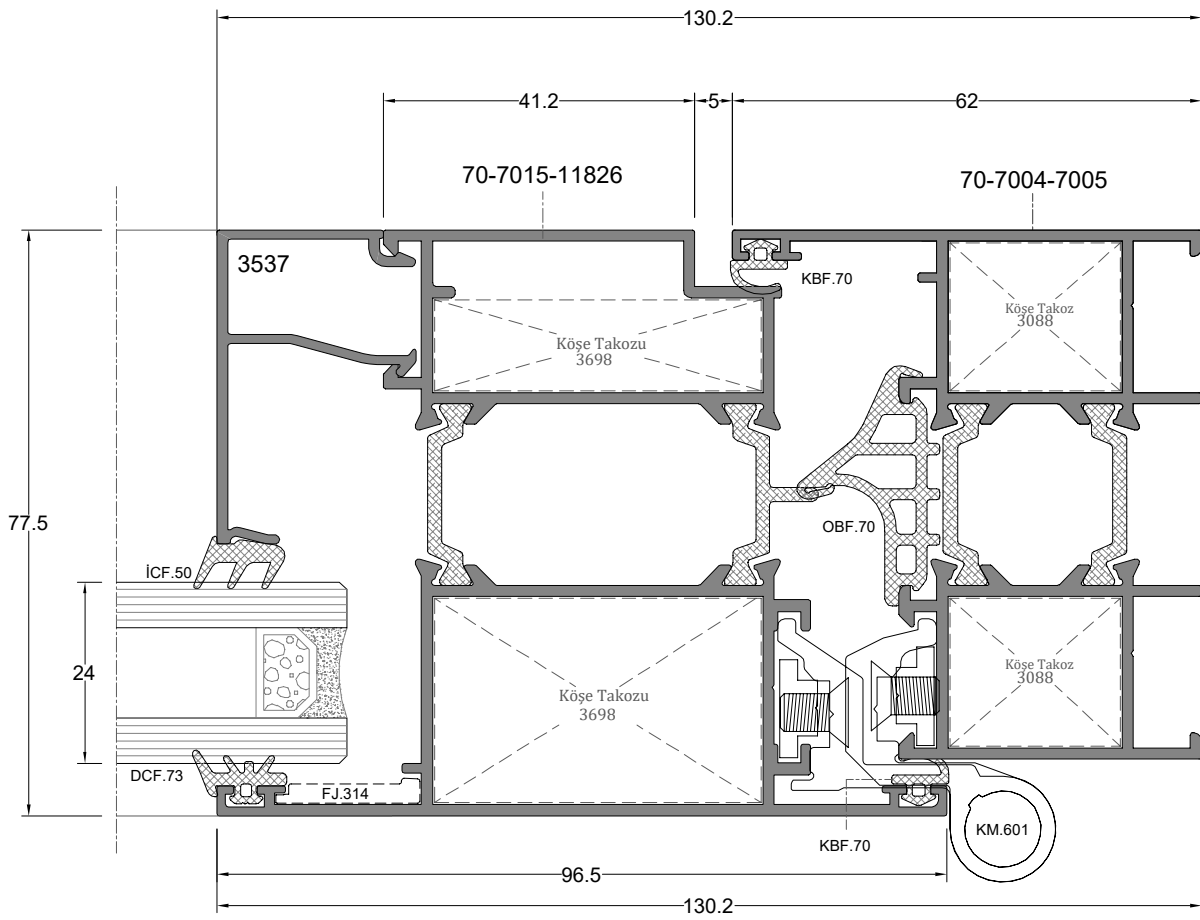 130.2
41.2
5
62
70-7015-11826
70-7004-7005
3537
KBF.70
Köşe Takozu
3698
Köşe Takoz
3088
77.5
OBF.70
İCF.50
24
Köşe Takozu
3698
Köşe Takoz
3088
DCF.73
FJ.314
KBF.70
KM.601
96.5
130.2